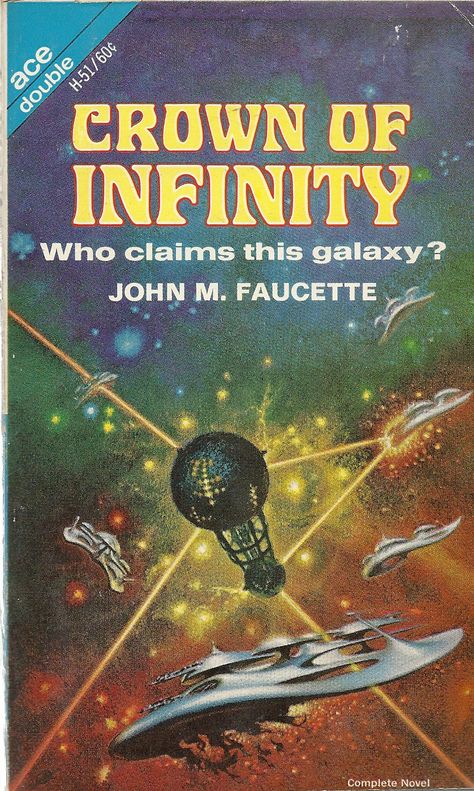 ace
double
H-51/60¢
CROWN OF
INFINITY
Who claims this galaxy?
JOHN M. FAUCETTE
Complete Novel